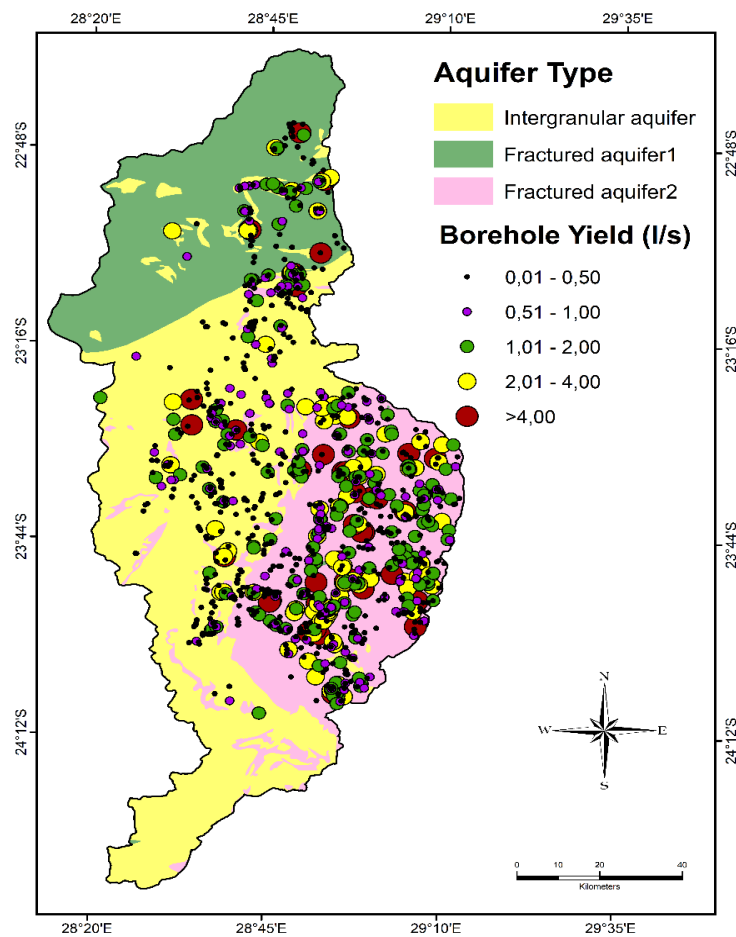 28°20'E 28°45'E 29°10'E 29°35'E
Aquifer Type
Intergranular aquifer
Fractured aquifer1
Fractured aquifer2
Borehole Yield (l/s)
0,01 - 0,50
0,51 - 1,00
1,01 - 2,00
2,01 - 4,00
>4,00
22°48'S
23°16'S
23°44'S
24°12'S
22°48'S
23°16'S
23°44'S
24°12'S
N
W E
S
0 10 20 40
Kilometers
28°20'E 28°45'E 29°10'E 29°35'E